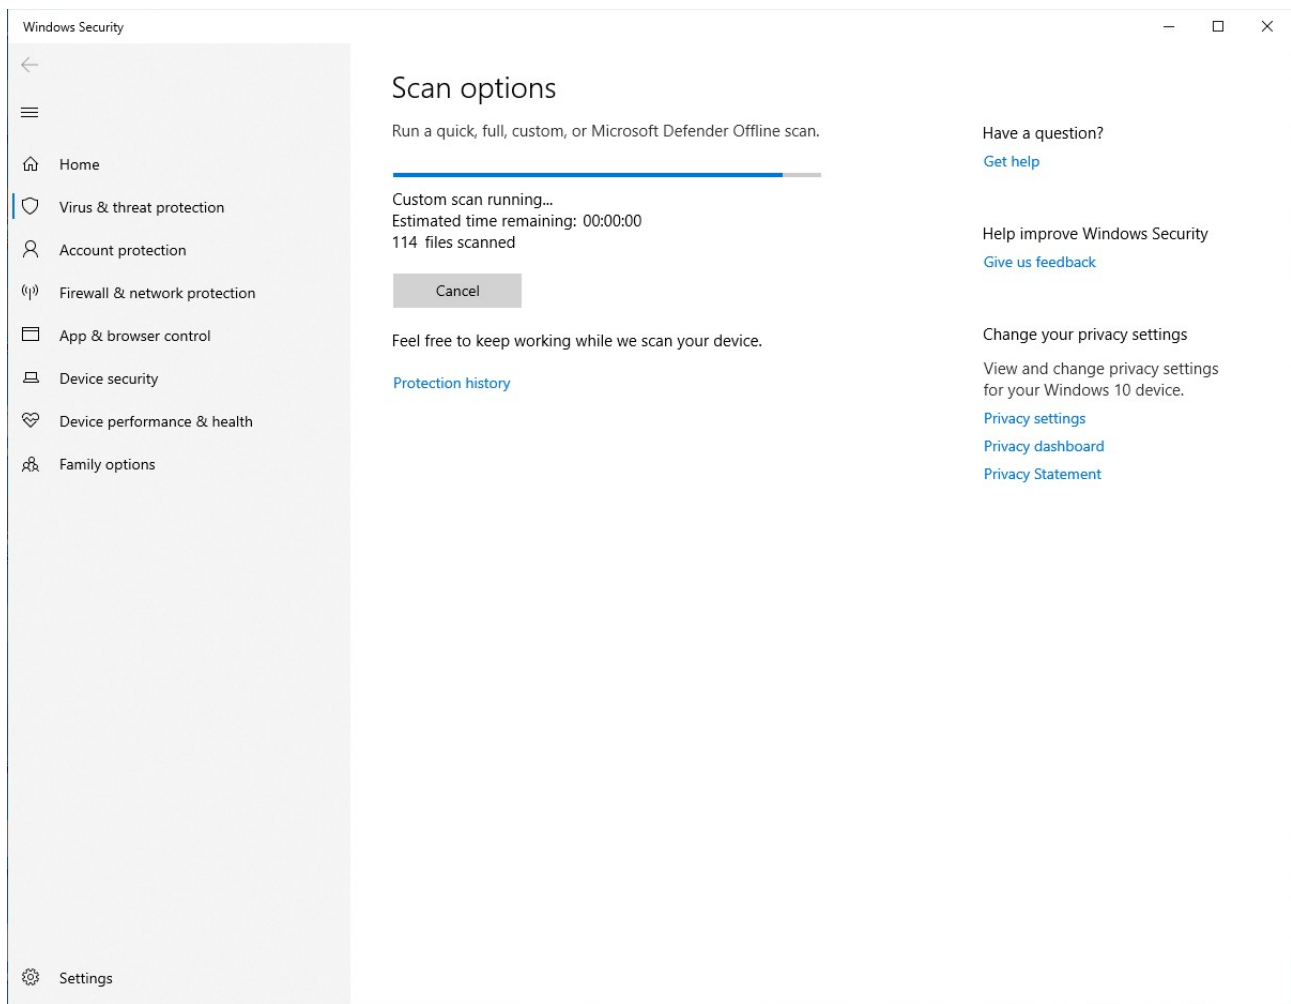 Windows Security
Home
Virus & threat protection
Account protection
Firewall & network protection
App & browser control
Device security
Device performance & health
Family options
Settings
Scan options
Run a quick, full, custom, or Microsoft Defender Offline scan.
Custom scan running...
Estimated time remaining: 00:00:00
114 files scanned
Cancel
Feel free to keep working while we scan your device.
Protection history
Have a question?
Get help
Help improve Windows Security
Give us feedback
Change your privacy settings
View and change privacy settings
for your Windows 10 device.
Privacy settings
Privacy dashboard
Privacy Statement